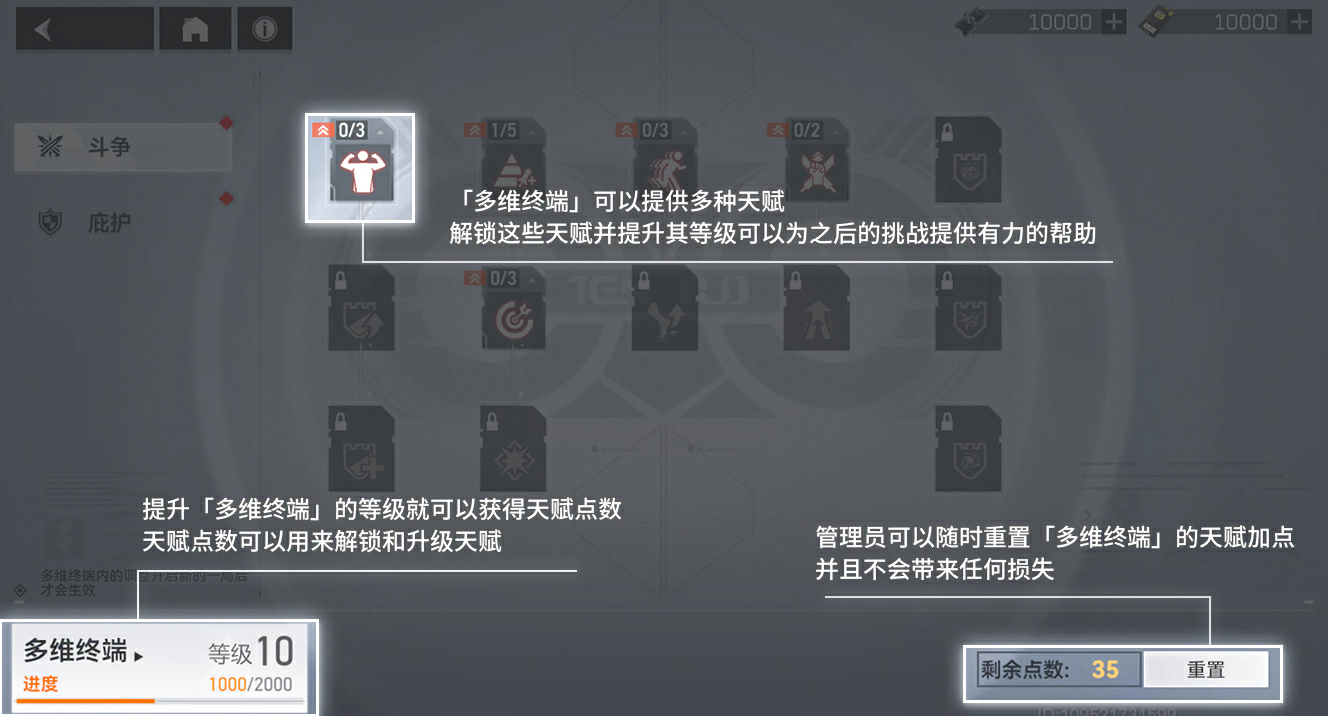 10000
10000
斗争
庇护
0/3
1/5
0/3
0/2
「多维终端」可以提供多种天赋
解锁这些天赋并提升其等级可以为之后的挑战提供有力的帮助
0/3
提升「多维终端」的等级就可以获得天赋点数
天赋点数可以用来解锁和升级天赋
管理员可以随时重置「多维终端」的天赋加点
并且不会带来任何损失
多维终端内的调整开启新的一局后
才会生效
多维终端
等级10
进度
1000/2000
剩余点数: 35
重置